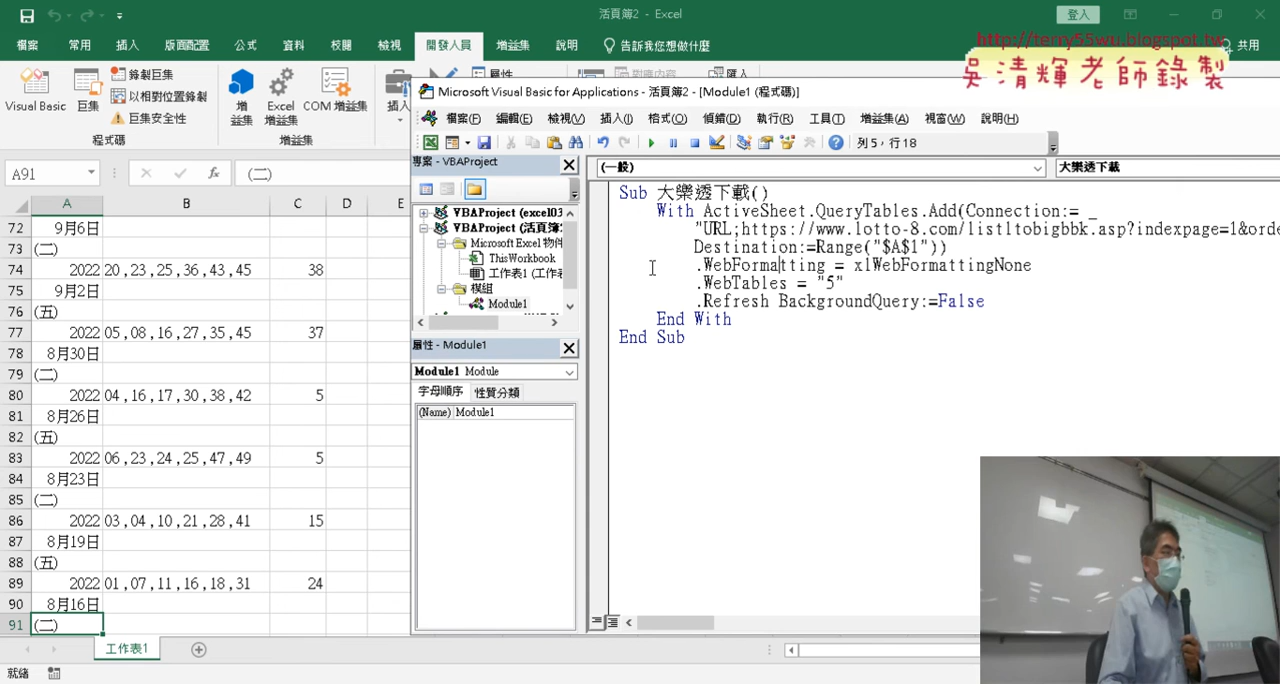 活頁簿2 - Excel
登入
http://terry55wu.blogspot.tw
吳清輝老師錄製
檔案 常用 插入 版面配置 公式 資料 校閱 檢視 開發人員 增益集 說明 告訴我您想做什麼 共用
Visual Basic 巨集 錄製巨集 以相對位置錄製 巨集安全性
程式碼
增益集 Excel 增益集 COM 增益集
增益集
插入 屬性 匯入
Microsoft Visual Basic for Applications - 活頁簿2 - [Module1 (程式碼)]
檔案(F) 編輯(E) 檢視(V) 插入(I) 格式(O) 偵錯(D) 執行(R) 工具(T) 增益集(A) 視窗(W) 說明(H)
列 5，行 18
專案 - VBAProject
VBAProject (excel03
VBAProject (活頁簿2
Microsoft Excel 物件
ThisWorkbook
工作表1 (工作
模組
Module1
屬性 - Module1
Module1 Module
字母順序 性質分類
(Name) Module1
(一般) 大樂透下載
Sub 大樂透下載()
With ActiveSheet.QueryTables.Add(Connection:= _
"URL;https://www.lotto-8.com/listltobigbbk.asp?indexpage=1&orde
Destination:=Range("$A$1"))
.WebFormatting = xlWebFormattingNone
.WebTables = "5"
.Refresh BackgroundQuery:=False
End With
End Sub
A91 fx (二)
A B C D E
72 9月6日
73 (二)
74 2022 20,23,25,36,43,45 38
75 9月2日
76 (五)
77 2022 05,08,16,27,35,45 37
78 8月30日
79 (二)
80 2022 04,16,17,30,38,42 5
81 8月26日
82 (五)
83 2022 06,23,24,25,47,49 5
84 8月23日
85 (二)
86 2022 03,04,10,21,28,41 15
87 8月19日
88 (五)
89 2022 01,07,11,16,18,31 24
90 8月16日
91 (二)
工作表1
就緒